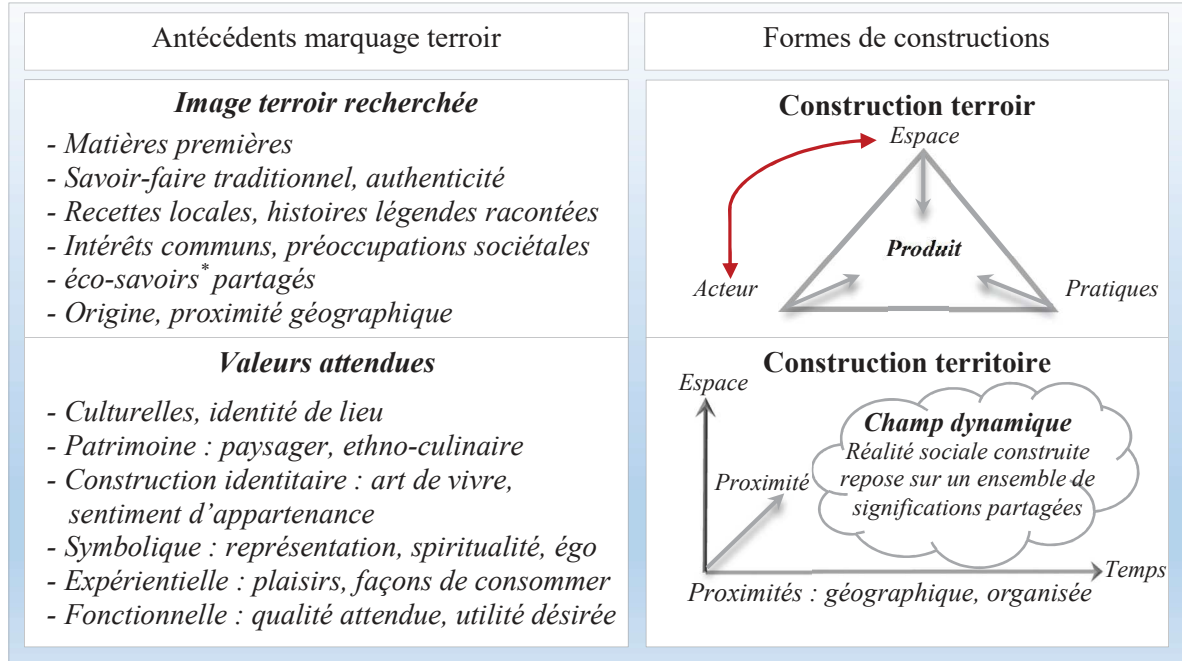 Antécédents marquage terroir
Formes de constructions
Image terroir recherchée
- Matières premières
- Savoir-faire traditionnel, authenticité
- Recettes locales, histoires légendes racontées
- Intérêts communs, préoccupations sociétales
- éco-savoirs* partagés
- Origine, proximité géographique
Construction terroir
Espace
Produit
Acteur
Pratiques
Valeurs attendues
- Culturelles, identité de lieu
- Patrimoine : paysager, ethno-culinaire
- Construction identitaire : art de vivre,
sentiment d’appartenance
- Symbolique : représentation, spiritualité, égo
- Expérientielle : plaisirs, façons de consommer
- Fonctionnelle : qualité attendue, utilité désirée
Construction territoire
Espace
Champ dynamique
Réalité sociale construite
repose sur un ensemble de
significations partagées
Proximité
Temps
Proximités : géographique, organisée